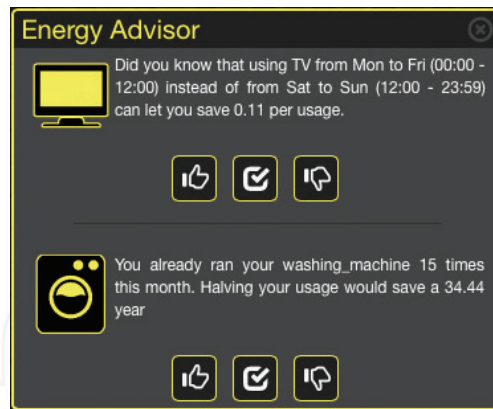 Energy Advisor
Did you know that using TV from Mon to Fri (00:00 -
12:00) instead of from Sat to Sun (12:00 - 23:59)
can let you save 0.11 per usage.
You already ran your washing_machine 15 times
this month. Halving your usage would save a 34.44
year